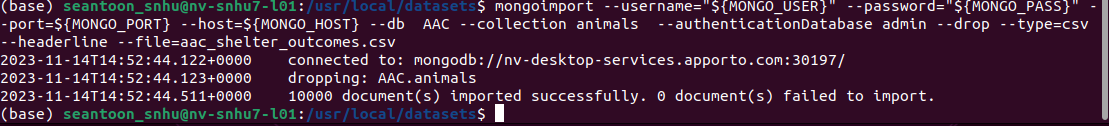 (base) seantoon_snhu@nv-snhu7-l01:/usr/local/datasets$ mongoimport --username="${MONGO_USER}" --password="${MONGO_PASS}" -
-port=${MONGO_PORT} --host=${MONGO_HOST} --db  AAC --collection animals  --authenticationDatabase admin --drop --type=csv
--headerline --file=aac_shelter_outcomes.csv
2023-11-14T14:52:44.122+0000    connected to: mongodb://nv-desktop-services.apporto.com:30197/
2023-11-14T14:52:44.123+0000    dropping: AAC.animals
2023-11-14T14:52:44.511+0000    10000 document(s) imported successfully. 0 document(s) failed to import.
(base) seantoon_snhu@nv-snhu7-l01:/usr/local/datasets$